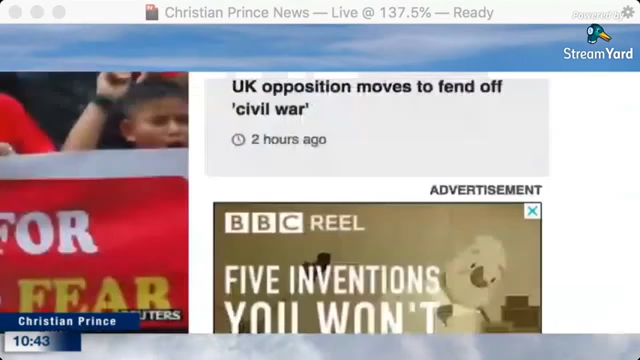 Christian Prince News — Live @ 137.5% — Ready
Powered by
StreamYard
UK opposition moves to fend off
'civil war'
2 hours ago
ADVERTISEMENT
BBC REEL
FIVE INVENTIONS
YOU WON'T
FOR
FEAR
REUTERS
Christian Prince
10:43